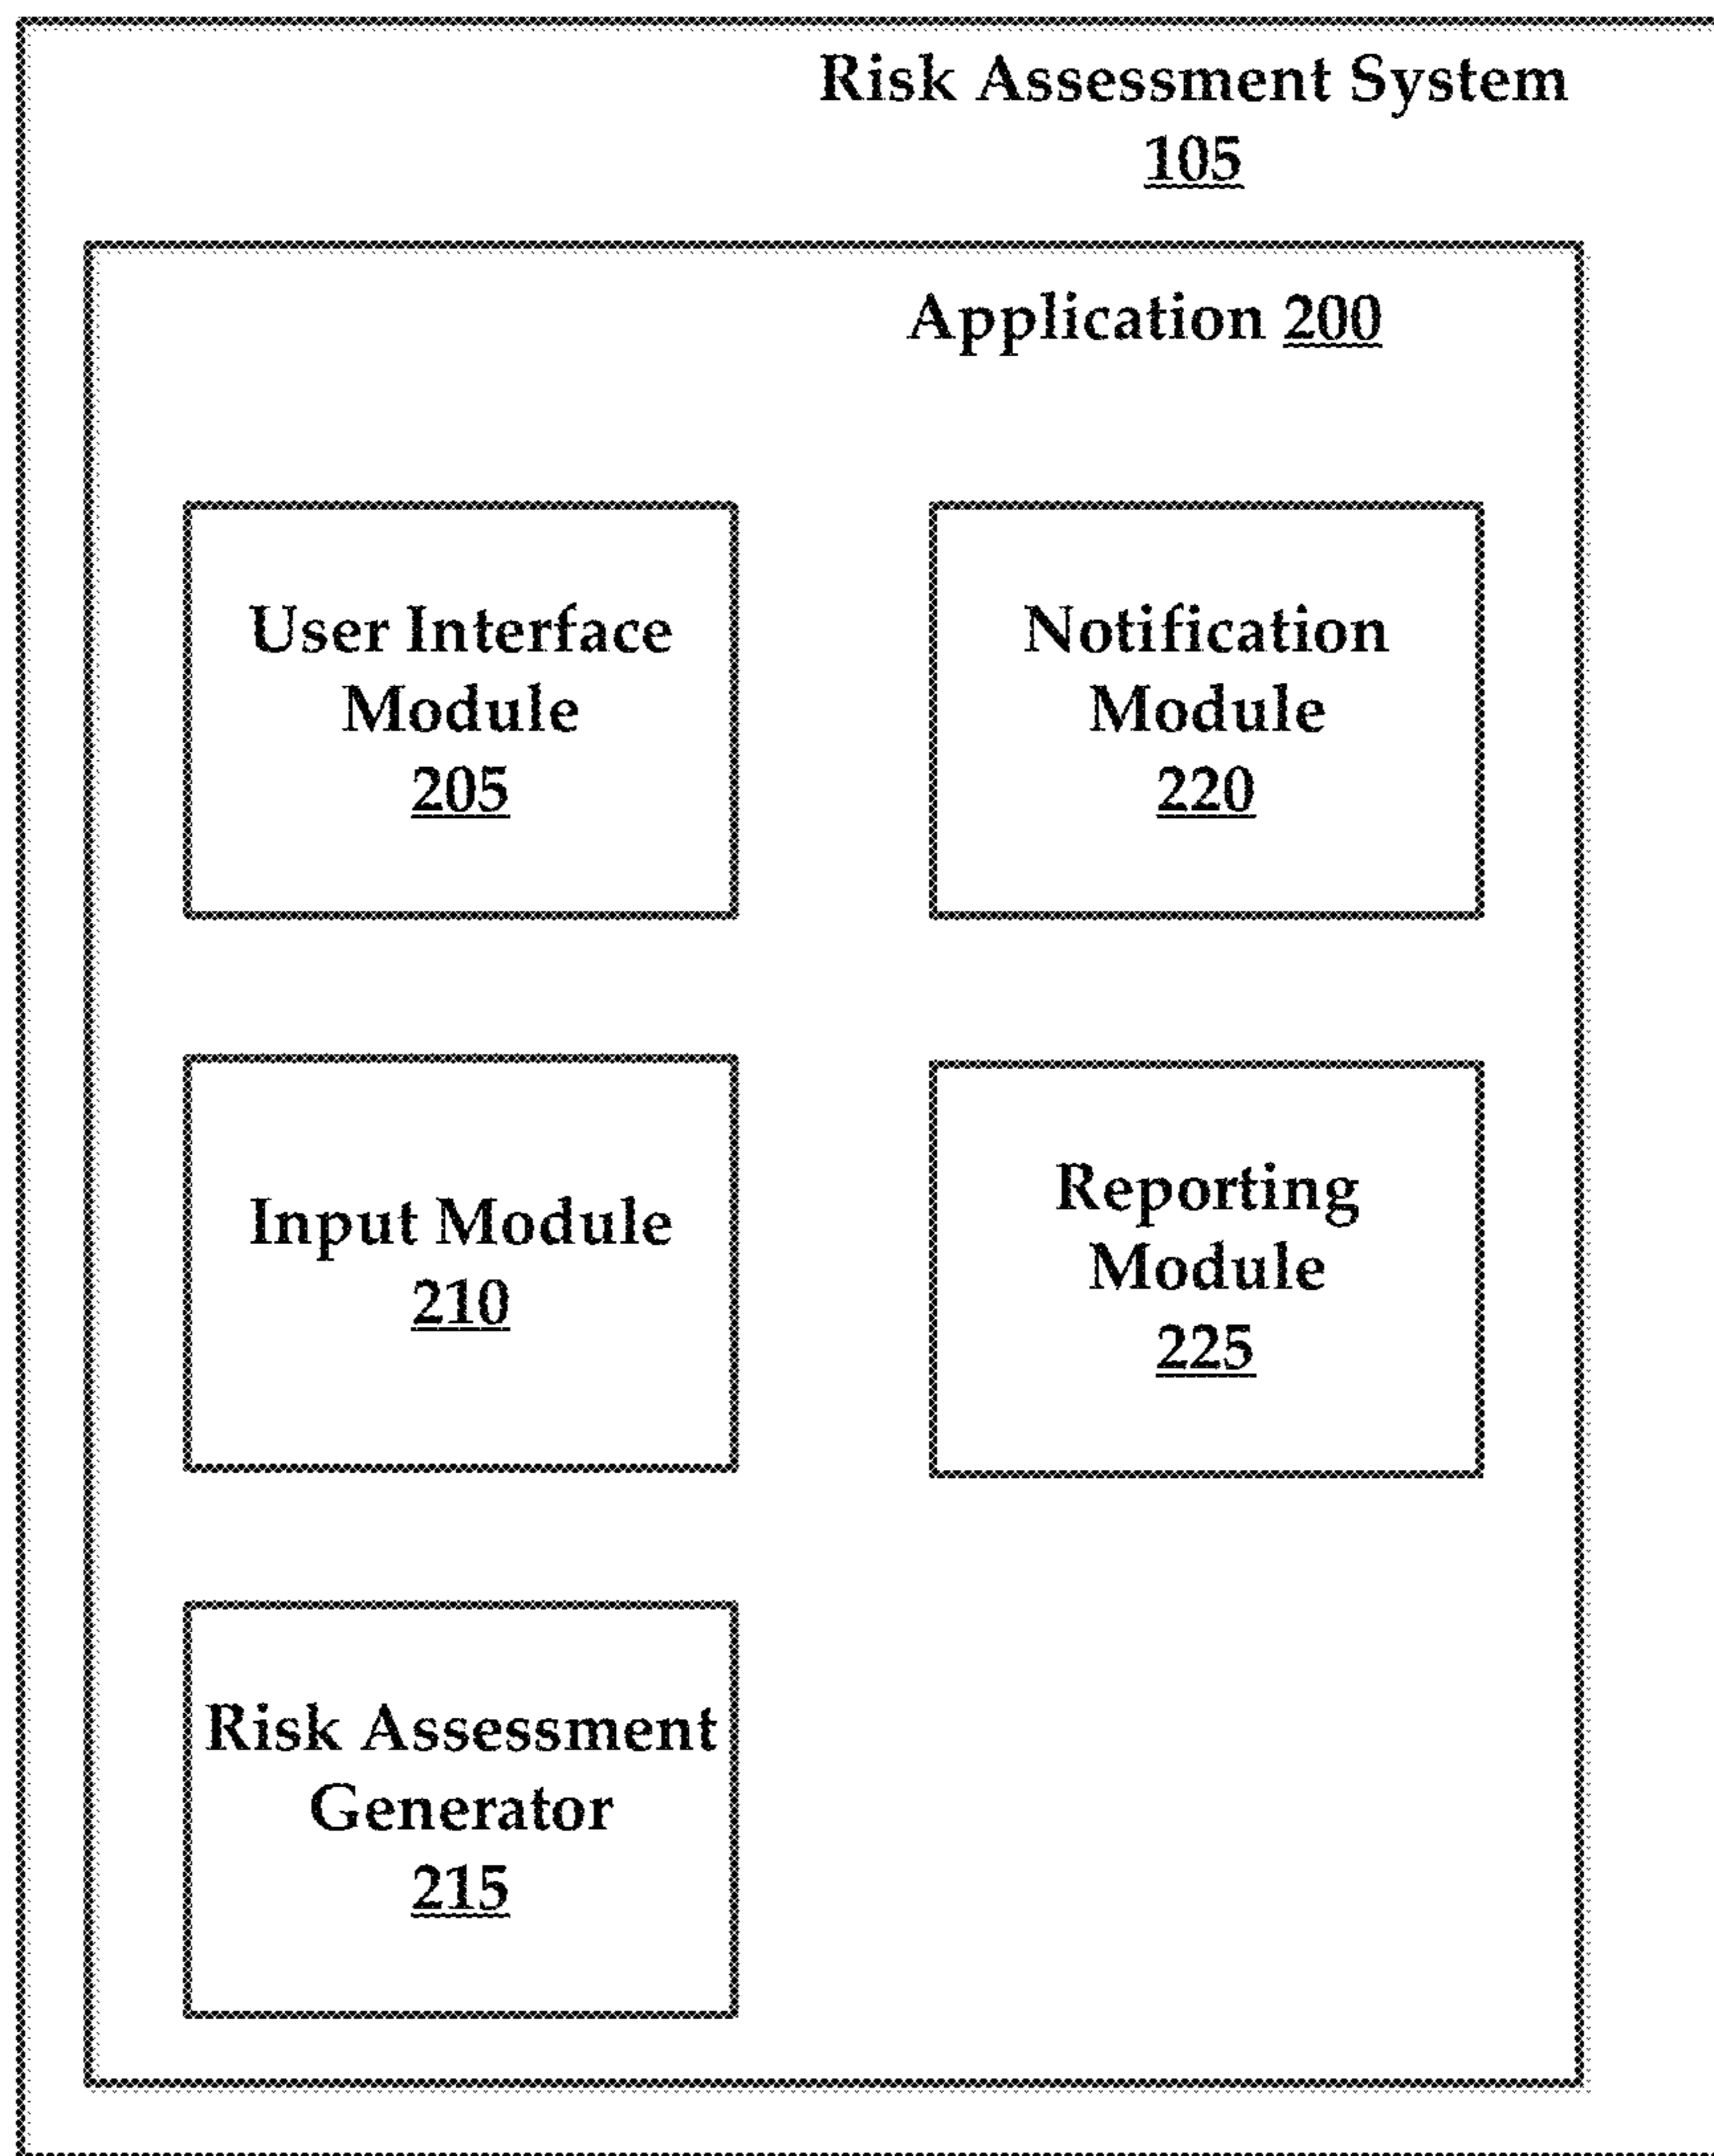 Risk Assessment System
105
Application 200
User Interface
Module
205
Notification
Module
220
Input Module
210
Reporting
Module
225
Risk Assessment
Generator
215